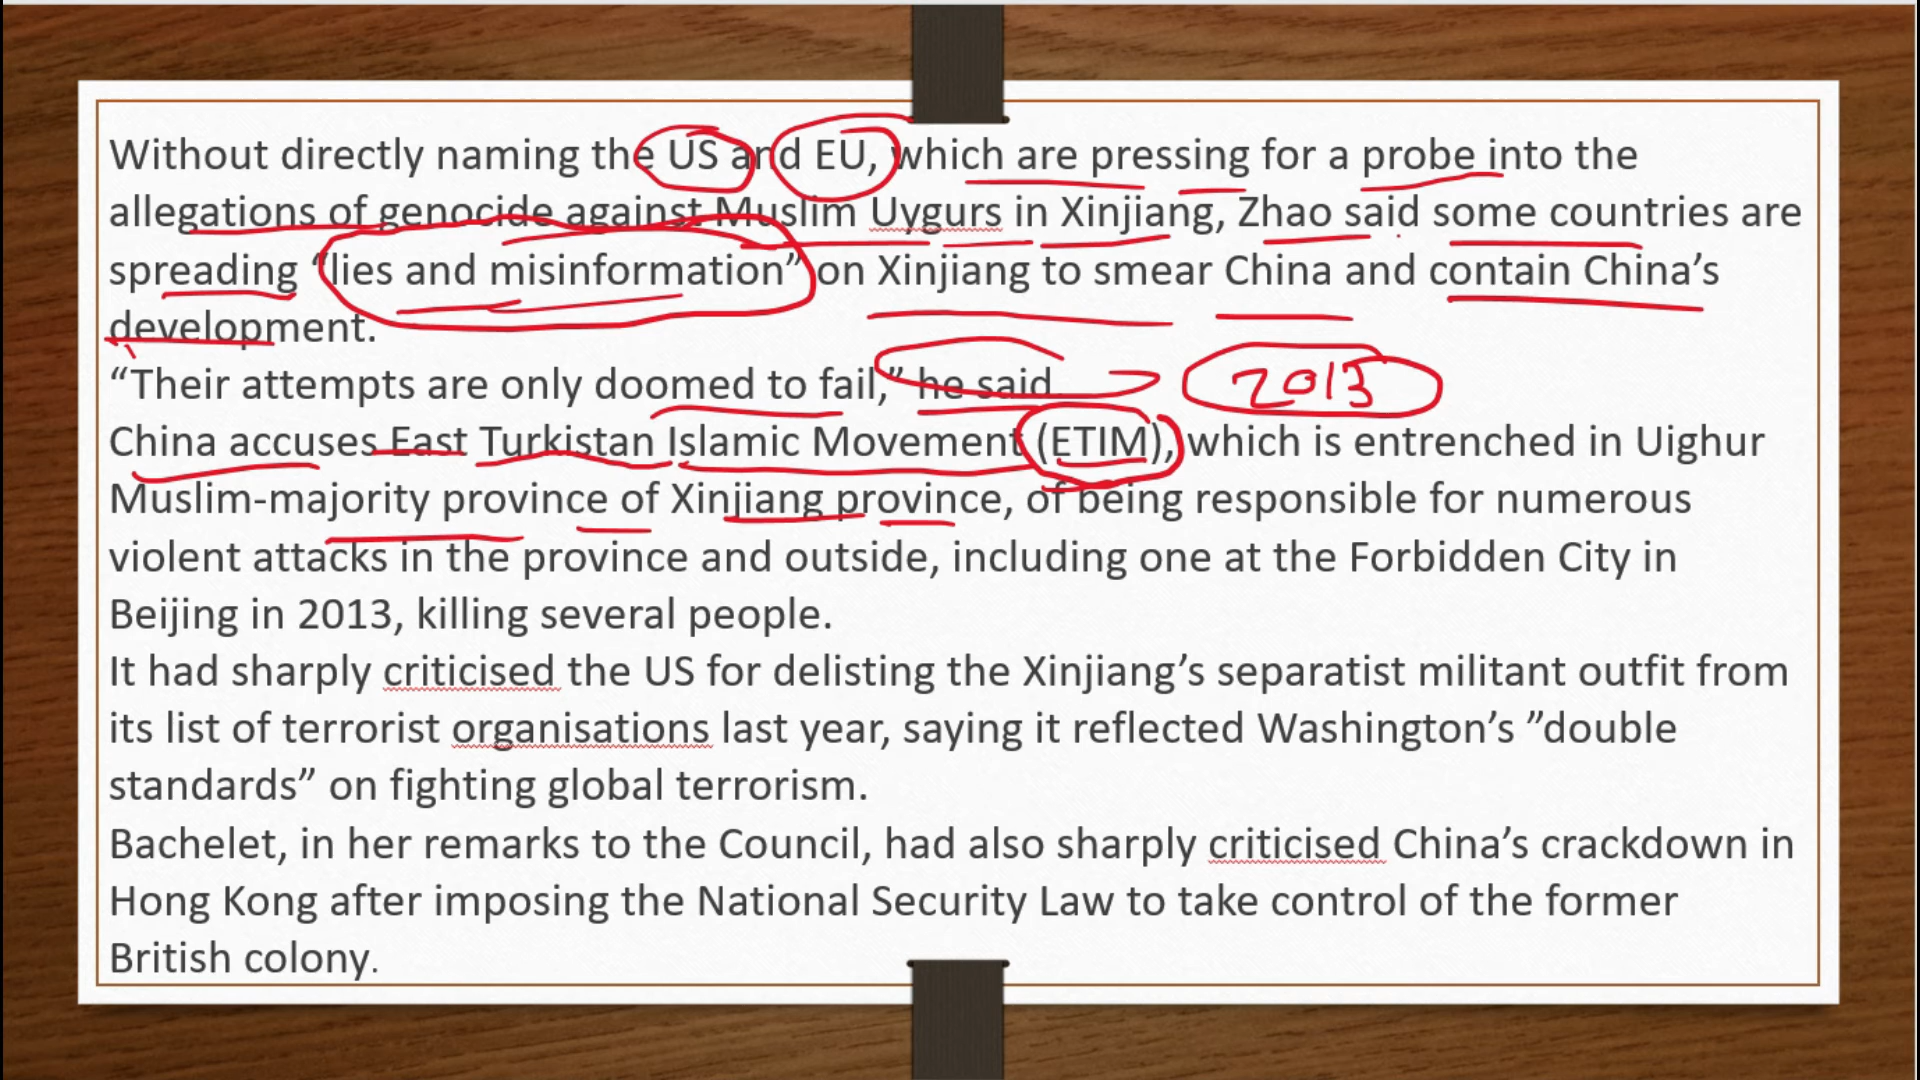 Without directly naming the US and EU, which are pressing for a probe into the
allegations of genocide against Muslim Uygurs in Xinjiang, Zhao said some countries are
spreading “lies and misinformation” on Xinjiang to smear China and contain China’s
development.
“Their attempts are only doomed to fail,” he said.
2013
China accuses East Turkistan Islamic Movement (ETIM), which is entrenched in Uighur
Muslim-majority province of Xinjiang province, of being responsible for numerous
violent attacks in the province and outside, including one at the Forbidden City in
Beijing in 2013, killing several people.
It had sharply criticised the US for delisting the Xinjiang’s separatist militant outfit from
its list of terrorist organisations last year, saying it reflected Washington’s ”double
standards” on fighting global terrorism.
Bachelet, in her remarks to the Council, had also sharply criticised China’s crackdown in
Hong Kong after imposing the National Security Law to take control of the former
British colony.